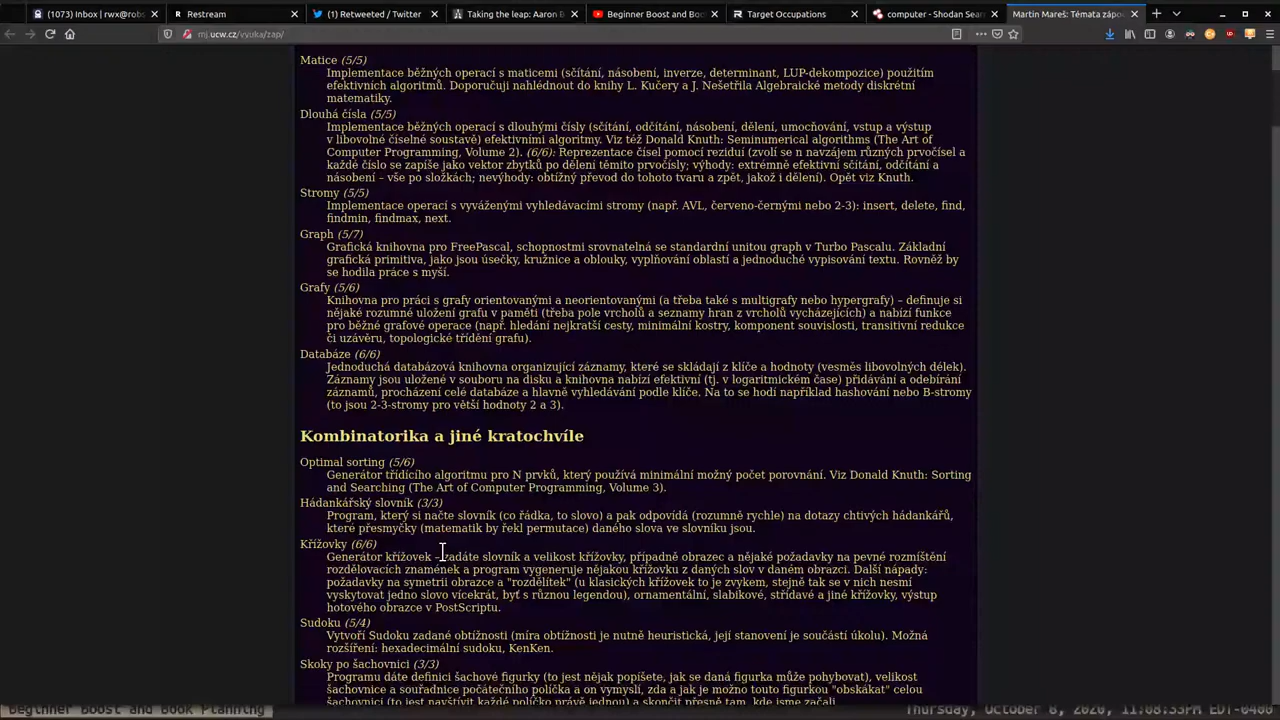 (1073) Inbox | rwx@rob
Restream
(1) Retweeted / Twitter
Taking the leap: Aaron B
Beginner Boost and Boo
Target Occupations
computer - Shodan Sear
Martin Mareš: Témata zápo
mj.ucw.cz/vyuka/zap/
Matice (5/5)
Implementace běžných operací s maticemi (sčítání, násobení, inverze, determinant, LUP-dekompozice) použitím
efektivních algoritmů. Doporučuji nahlédnout do knihy L. Kučery a J. Nešetřila Algebraické metody diskrétní
matematiky.
Dlouhá čísla (5/5)
Implementace běžných operací s dlouhými čísly (sčítání, odčítání, násobení, dělení, umocňování, vstup a výstup
v libovolné číselné soustavě) efektivními algoritmy. Viz též Donald Knuth: Seminumerical algorithms (The Art of
Computer Programming, Volume 2). (6/6): Reprezentace čísel pomocí reziduí (zvolí se n navzájem různých prvočísel a
každé číslo se zapíše jako vektor zbytků po dělení těmito prvočísly; výhody: extrémně efektivní sčítání, odčítání a
násobení – vše po složkách; nevýhody: obtížný převod do tohoto tvaru a zpět, jakož i dělení). Opět viz Knuth.
Stromy (5/5)
Implementace operací s vyváženými vyhledávacími stromy (např. AVL, červeno-černými nebo 2-3): insert, delete, find,
findmin, findmax, next.
Graph (5/7)
Grafická knihovna pro FreePascal, schopnostmi srovnatelná se standardní unitou graph v Turbo Pascalu. Základní
grafická primitiva, jako jsou úsečky, kružnice a oblouky, vyplňování oblastí a jednoduché vypisování textu. Rovněž by
se hodila práce s myší.
Grafy (5/6)
Knihovna pro práci s grafy orientovanými a neorientovanými (a třeba také s multigrafy nebo hypergrafy) – definuje si
nějaké rozumné uložení grafu v paměti (třeba pole vrcholů a seznamy hran z vrcholů vycházejících) a nabízí funkce
pro běžné grafové operace (např. hledání nejkratší cesty, minimální kostry, komponent souvislosti, transitivní redukce
či uzávěru, topologické třídění grafu).
Databáze (6/6)
Jednoduchá databázová knihovna organizující záznamy, které se skládají z klíče a hodnoty (vesměs libovolných délek).
Záznamy jsou uložené v souboru na disku a knihovna nabízí efektivní (tj. v logaritmickém čase) přidávání a odebírání
záznamů, procházení celé databáze a hlavně vyhledávání podle klíče. Na to se hodí například hashování nebo B-stromy
(to jsou 2-3-stromy pro větší hodnoty 2 a 3).
Kombinatorika a jiné kratochvíle
Optimal sorting (5/6)
Generátor třídícího algoritmu pro N prvků, který používá minimální možný počet porovnání. Viz Donald Knuth: Sorting
and Searching (The Art of Computer Programming, Volume 3).
Hádankářský slovník (3/3)
Program, který si načte slovník (co řádka, to slovo) a pak odpovídá (rozumně rychle) na dotazy chtivých hádankářů,
které přesmyčky (matematik by řekl permutace) daného slova ve slovníku jsou.
Křížovky (6/6)
Generátor křížovek – zadáte slovník a velikost křížovky, případně obrazec a nějaké požadavky na pevné rozmíštění
rozdělovacích znamének a program vygeneruje nějakou křížovku z daných slov v daném obrazci. Další nápady:
požadavky na symetrii obrazce a "rozdělítek" (u klasických křížovek to je zvykem, stejně tak se v nich nesmí
vyskytovat jedno slovo vícekrát, byť s různou legendou), ornamentální, slabikové, střídavé a jiné křížovky, výstup
hotového obrazce v PostScriptu.
Sudoku (5/4)
Vytvoří Sudoku zadané obtížnosti (míra obtížnosti je nutně heuristická, její stanovení je součástí úkolu). Možná
rozšíření: hexadecimální sudoku, KenKen.
Skoky po šachovnici (3/3)
Programu dáte definici šachové figurky (to jest nějak popíšete, jak se daná figurka může pohybovat), velikost
šachovnice a souřadnice počátečního políčka a on vymyslí, zda a jak je možno touto figurkou "obskákat" celou
šachovnici (to jest navštívit každé políčko právě jednou) a skončit přesně tam, kde jsme začali.
Beginner Boost and Book Planning
Thursday, October 8, 2020, 11:08:33PM EDT-0400